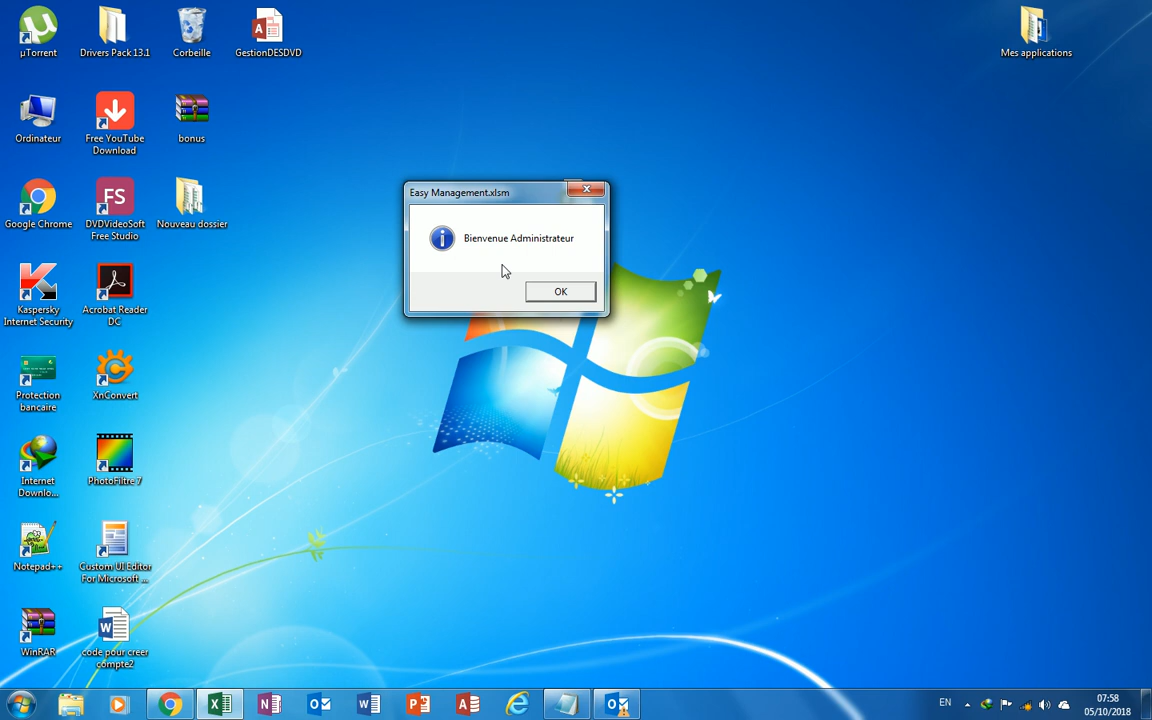 µTorrent
Drivers Pack 13.1
Corbeille
GestionDESDVD
Mes applications
Ordinateur
Free YouTube
Download
bonus
Google Chrome
DVDVideoSoft
Free Studio
Nouveau dossier
Easy Management.xlsm
Bienvenue Administrateur
OK
Kaspersky
Internet Security
Acrobat Reader
DC
Protection
bancaire
XnConvert
Internet
Downlo...
PhotoFiltre 7
Notepad++
Custom UI Editor
For Microsoft ...
WinRAR
code pour creer
compte2
EN
07:58
05/10/2018